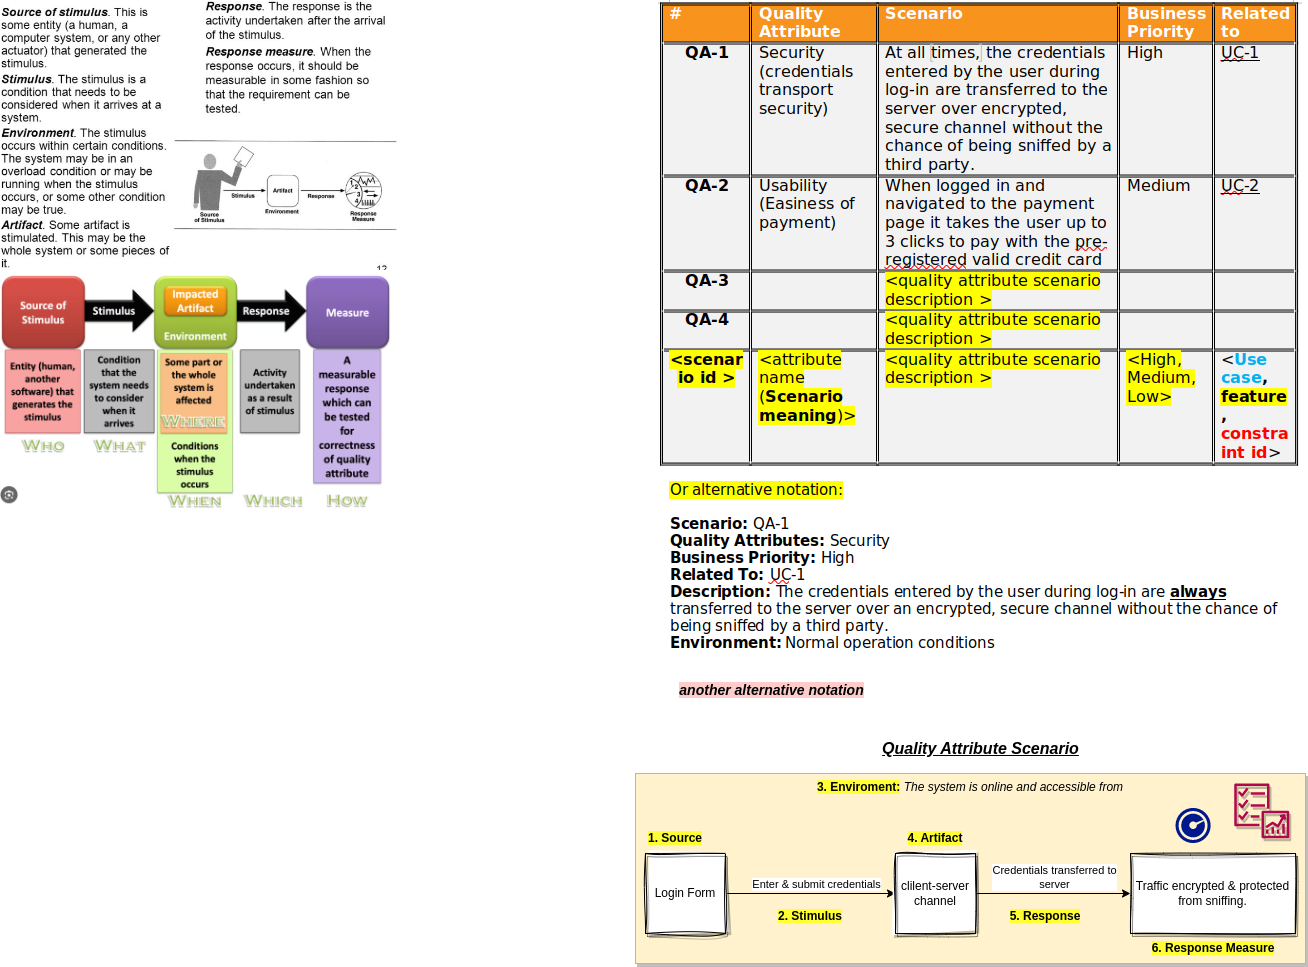 Source of stimulus. This is
some entity (a human, a
computer system, or any other
actuator) that generated the
stimulus.
Stimulus. The stimulus is a
condition that needs to be
considered when it arrives at a
system.
Environment. The stimulus
occurs within certain conditions.
The system may be in an
overload condition or may be
running when the stimulus
occurs, or some other condition
may be true.
Artifact. Some artifact is
stimulated. This may be the
whole system or some pieces of
it.
Response. The response is the
activity undertaken after the arrival
of the stimulus.
Response measure. When the
response occurs, it should be
measurable in some fashion so
that the requirement can be
tested.
Source
of Stimulus
Stimulus
Artifact
Environment
Response
1
2
3
4
Response
Measure
12
Source of
Stimulus
Stimulus
Impacted
Artifact
Environment
Response
Measure
Entity (human,
another
software) that
generates the
stimulus
WHO
Condition
that the
system needs
to consider
when it
arrives
WHAT
Some part or
the whole
system is
affected
WHERE
Conditions
when the
stimulus
occurs
WHEN
Activity
undertaken
as a result
of stimulus
WHICH
A
measurable
response
which can
be tested
for
correctness
of quality
attribute
HOW
#
Quality
Attribute
Scenario
Business
Priority
Related
to
QA-1
Security
(credentials
transport
security)
At all times, the credentials
entered by the user during
log-in are transferred to the
server over encrypted,
secure channel without the
chance of being sniffed by a
third party.
High
UC-1
QA-2
Usability
(Easiness of
payment)
When logged in and
navigated to the payment
page it takes the user up to
3 clicks to pay with the pre-
registered valid credit card
Medium
UC-2
QA-3
<quality attribute scenario
description >
QA-4
<quality attribute scenario
description >
<scenar
io id >
<attribute
name
(Scenario
meaning)>
<quality attribute scenario
description >
<High,
Medium,
Low>
<Use
case,
feature
,
constra
int id>
Or alternative notation:
Scenario: QA-1
Quality Attributes: Security
Business Priority: High
Related To: UC-1
Description: The credentials entered by the user during log-in are always
transferred to the server over an encrypted, secure channel without the chance of
being sniffed by a third party.
Environment: Normal operation conditions
another alternative notation
Quality Attribute Scenario
3. Enviroment: The system is online and accessible from
1. Source
Login Form
Enter & submit credentials
2. Stimulus
4. Artifact
clilent-server
channel
Credentials transferred to
server
5. Response
Traffic encrypted & protected
from sniffing.
6. Response Measure